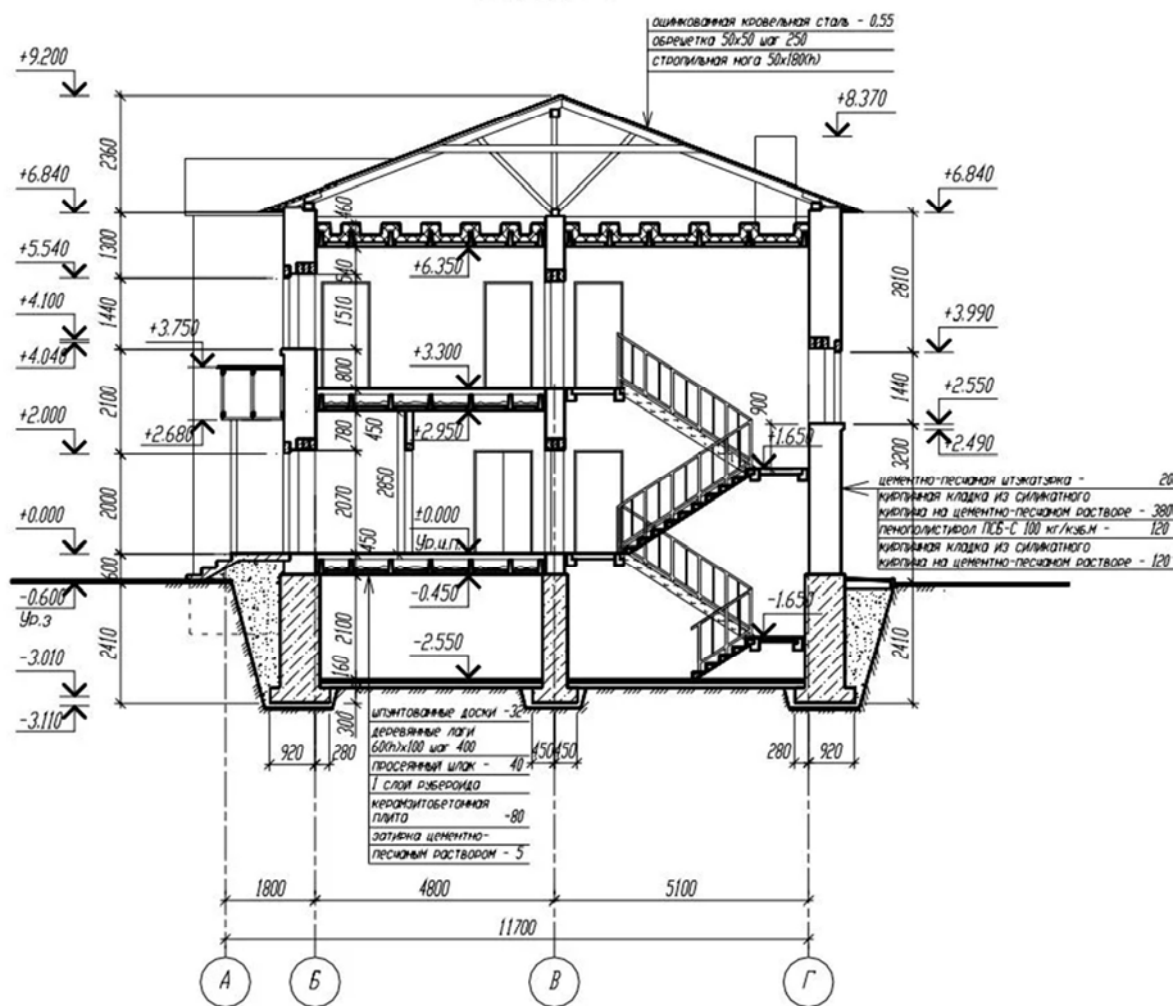 оцинкованная кровельная сталь - 0,55
обрешетка 50х50 шаг 250
стропильная нога 50х180(h)
+9.200
+8.370
2360
+6.840
+6.840
460
1300
+5.540
+6.350
540
2810
1440
1510
+4.100
+3.750
+4.040
+3.990
+3.300
800
1440
2100
900
+2.550
+2.680
+2.950
+2.000
780
450
+1.650
+2.490
3200
2850
цементно-песчаная штукатурка - 20
кирпичная кладка из силикатного
кирпича на цементно-песчаном растворе - 380
пенополистирол ПСБ-С 100 кг/куб.м - 120
кирпичная кладка из силикатного
кирпича на цементно-песчаном растворе - 120
2000
2070
+0.000
±0.000
Ур.ч.п.
450
600
-0.600
Ур.з
-0.450
-1.650
2410
2100
2410
-2.550
-3.010
160
-3.110
300
шпунтованные доски -32
деревянные лаги
60(h)х100 шаг 400
просеянный шлак - 40
1 слой рубероида
керамзитобетонная
плита -80
затирка цементно-
песчаным раствором - 5
920 280 450 450 280 920
1800 4800 5100
11700
А Б В Г